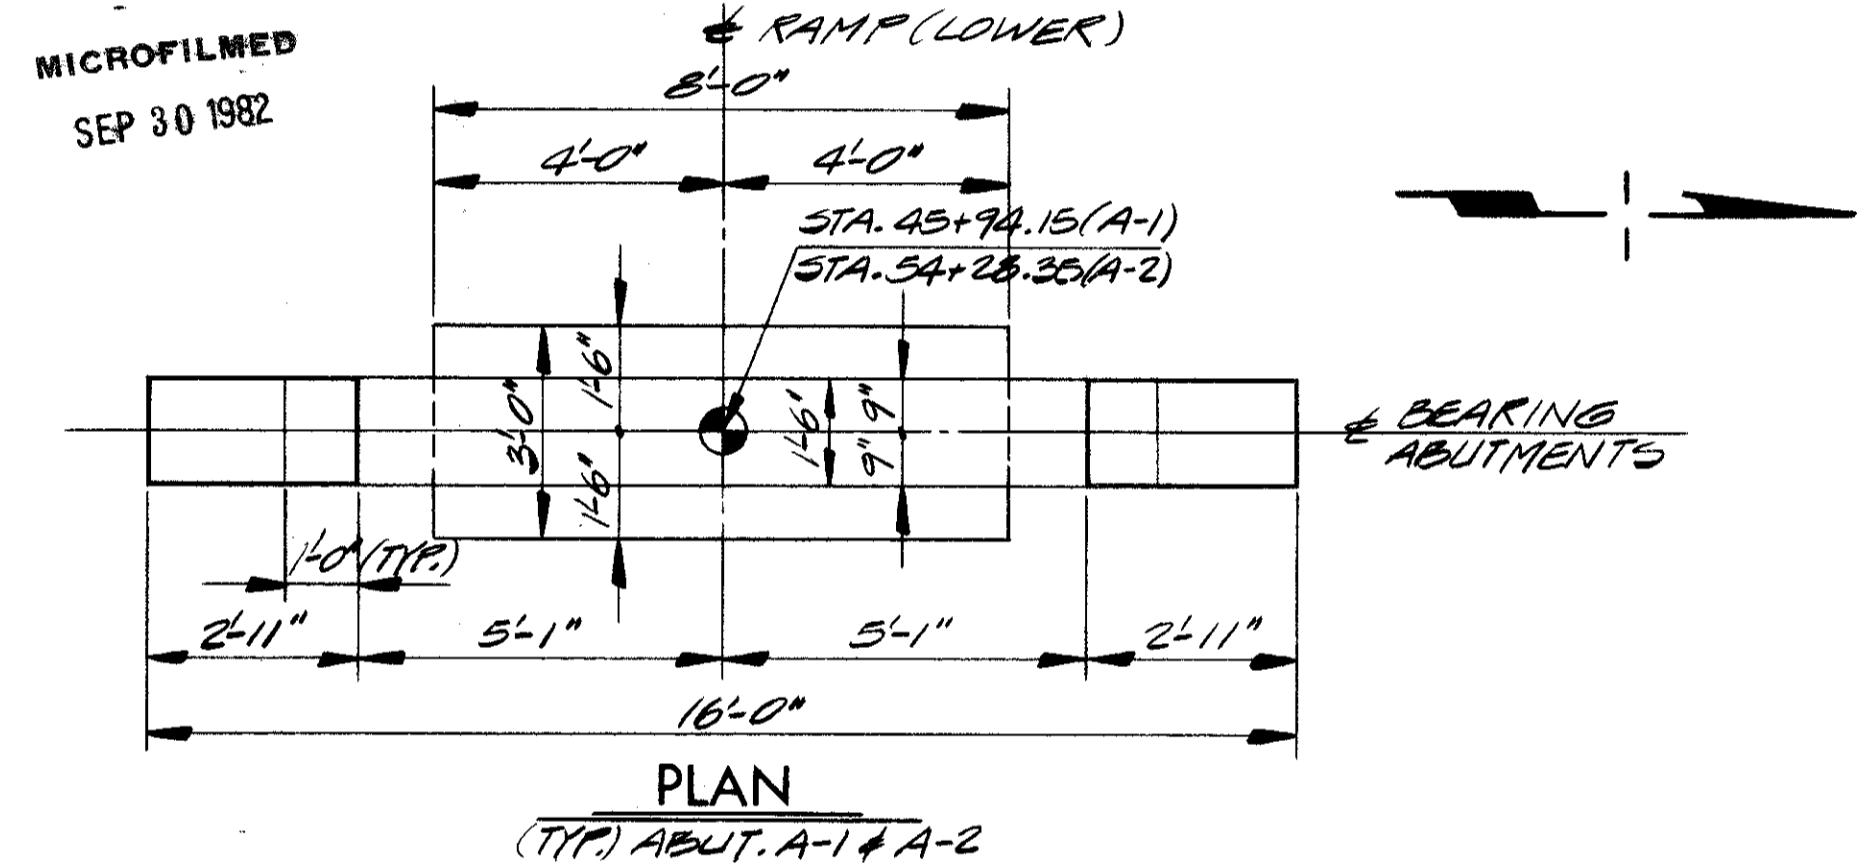 MICROFILMED
SEP 30 1982
℄ RAMP (LOWER)
8'-0"
4'-0" 4'-0"
STA. 45+94.15(A-1)
STA. 54+28.35(A-2)
3'-0"
1'-6"
1'-6"
1'-6"
9" 9"
℄ BEARING
ABUTMENTS
1'-0" (TYP.)
2'-11" 5'-1" 5'-1" 2'-11"
16'-0"
PLAN
(TYP.) ABUT. A-1 & A-2